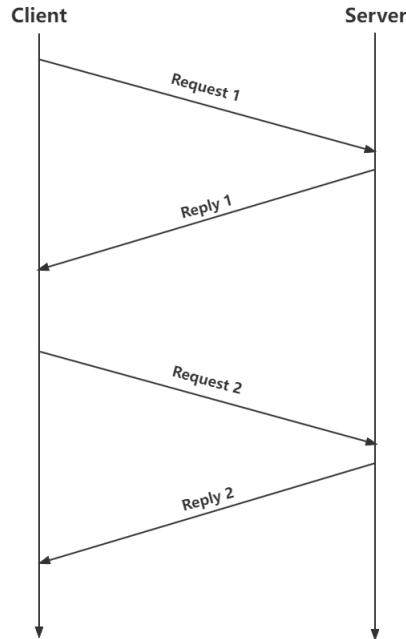 Client
Server
Request 1
Reply 1
Request 2
Reply 2